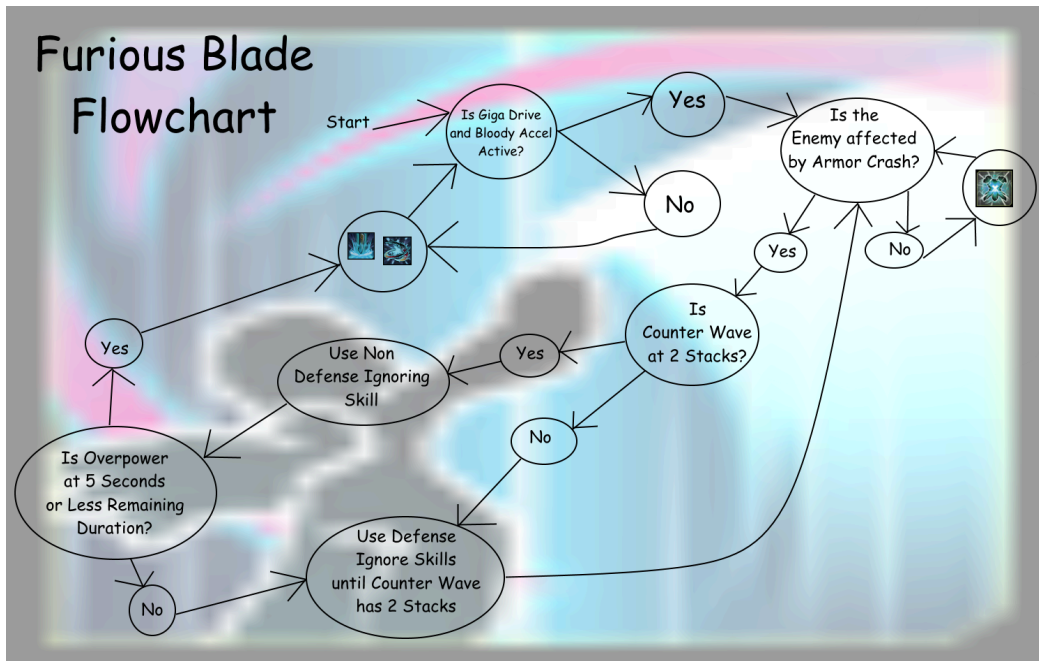 Furious Blade
Flowchart
Start
Is Giga Drive
and Bloody Accel
Active?
Yes
No
Is the
Enemy affected
by Armor Crash?
Yes
No
Is
Counter Wave
at 2 Stacks?
Yes
No
Use Non
Defense Ignoring
Skill
Yes
Is Overpower
at 5 Seconds
or Less Remaining
Duration?
No
Use Defense
Ignore Skills
until Counter Wave
has 2 Stacks